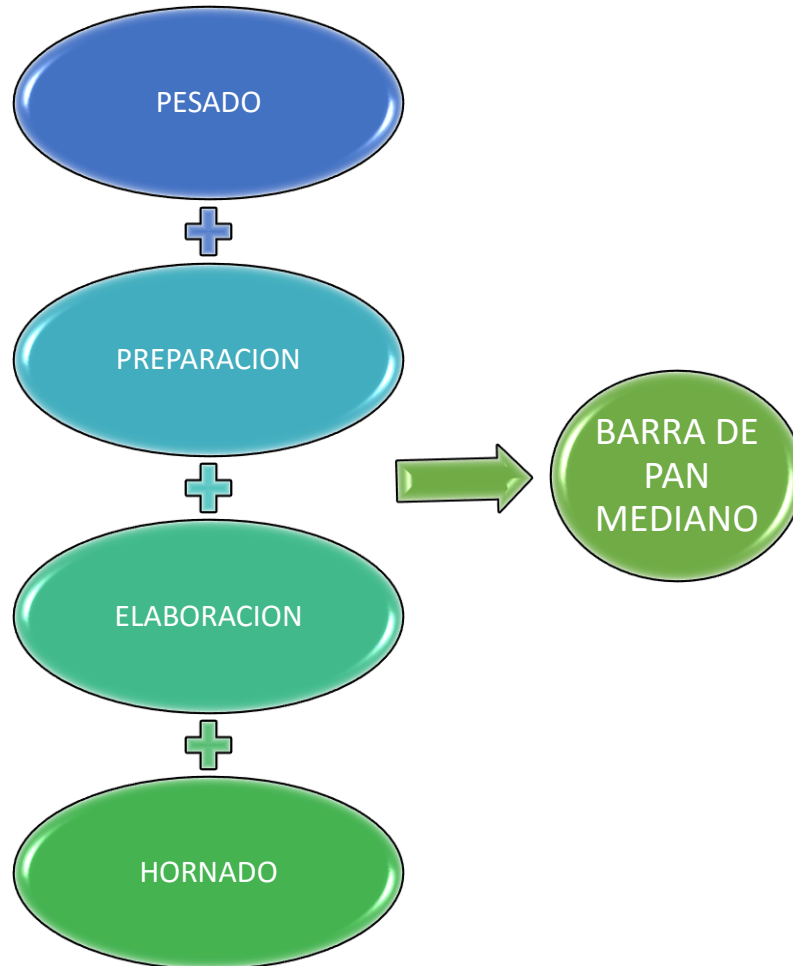 PESADO
PREPARACION
ELABORACION
HORNADO
BARRA DE
PAN
MEDIANO